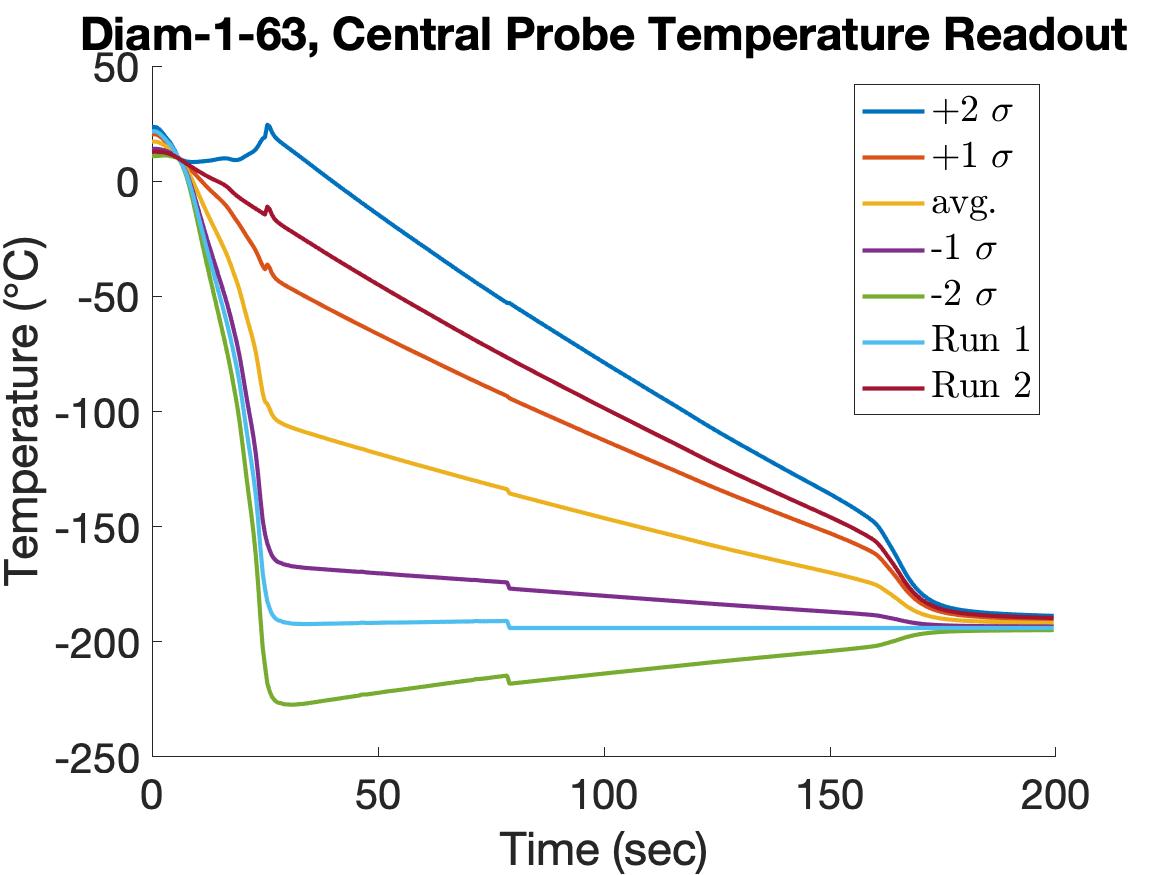 Diam-1-63, Central Probe Temperature Readout
50
0
-50
-100
-150
-200
-250
Temperature (°C)
0 50 100 150 200
Time (sec)
+2 σ
+1 σ
avg.
-1 σ
-2 σ
Run 1
Run 2